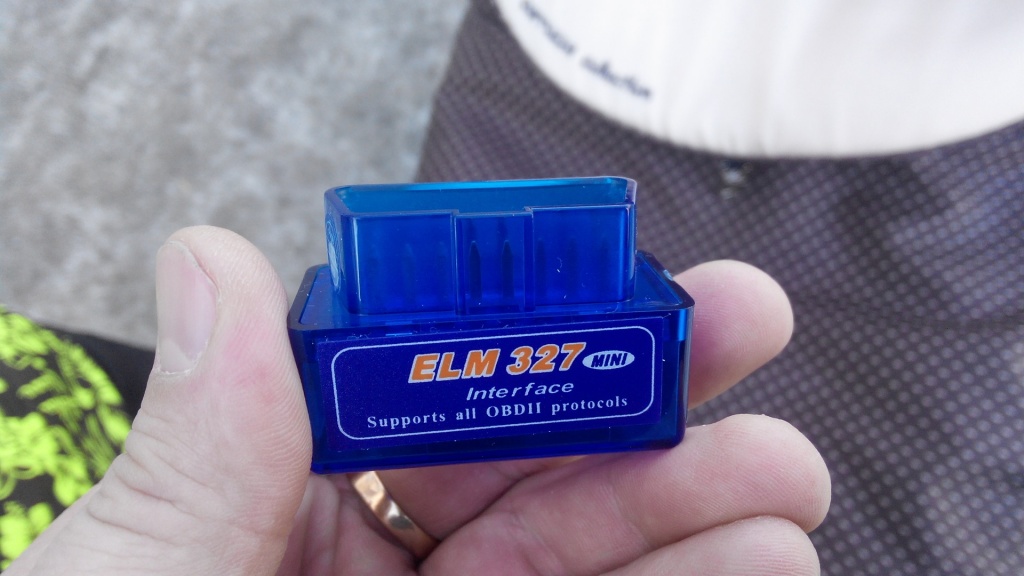 ELM 327 MINI
Interface
Supports all OBDII protocols